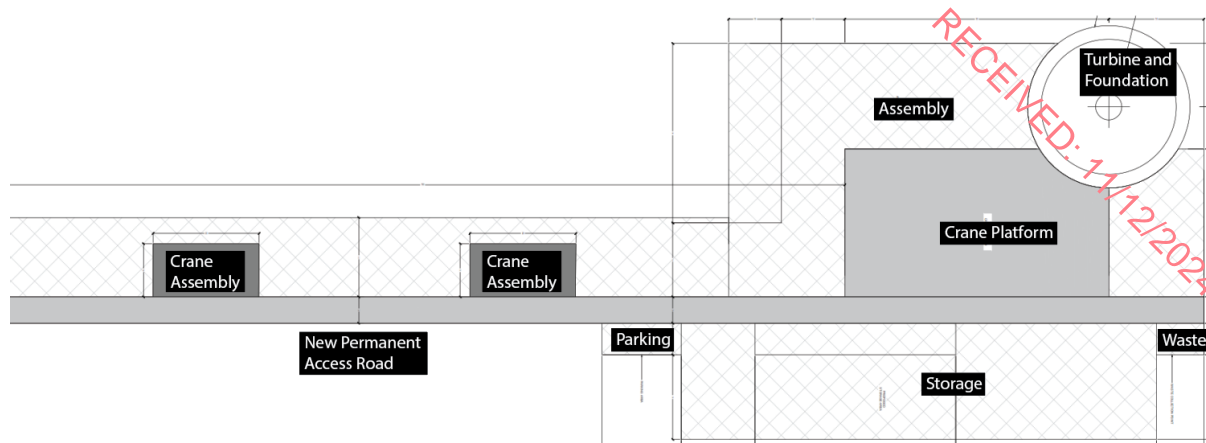 RECEIVED: 11/12/2024
Turbine and
Foundation
Assembly
Crane Platform
Crane
Assembly
Crane
Assembly
New Permanent
Access Road
Parking
Storage
Waste